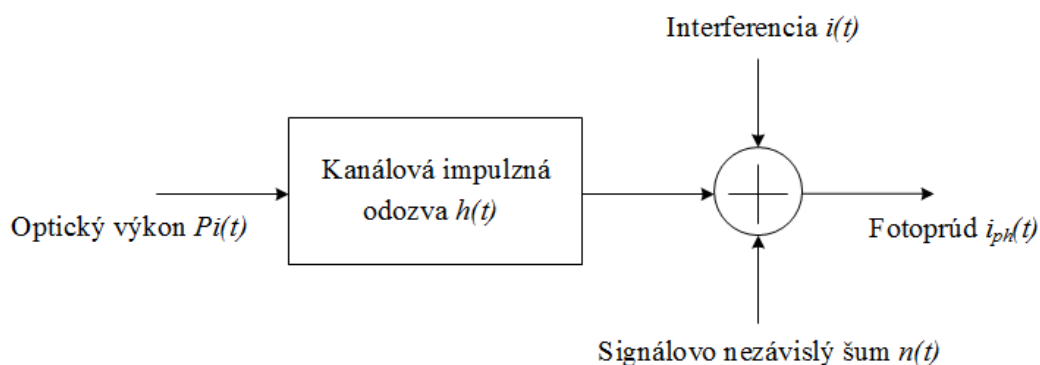 Interferencia i(t)
Kanálová impulzná
odozva h(t)
Optický výkon Pi(t)
Fotoprúd iph(t)
Signálovo nezávislý šum n(t)